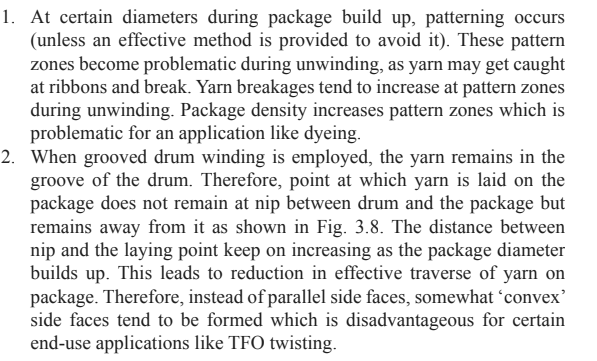 1. At certain diameters during package build up, patterning occurs
(unless an effective method is provided to avoid it). These pattern
zones become problematic during unwinding, as yarn may get caught
at ribbons and break. Yarn breakages tend to increase at pattern zones
during unwinding. Package density increases pattern zones which is
problematic for an application like dyeing.
2. When grooved drum winding is employed, the yarn remains in the
groove of the drum. Therefore, point at which yarn is laid on the
package does not remain at nip between drum and the package but
remains away from it as shown in Fig. 3.8. The distance between
nip and the laying point keep on increasing as the package diameter
builds up. This leads to reduction in effective traverse of yarn on
package. Therefore, instead of parallel side faces, somewhat ‘convex’
side faces tend to be formed which is disadvantageous for certain
end-use applications like TFO twisting.